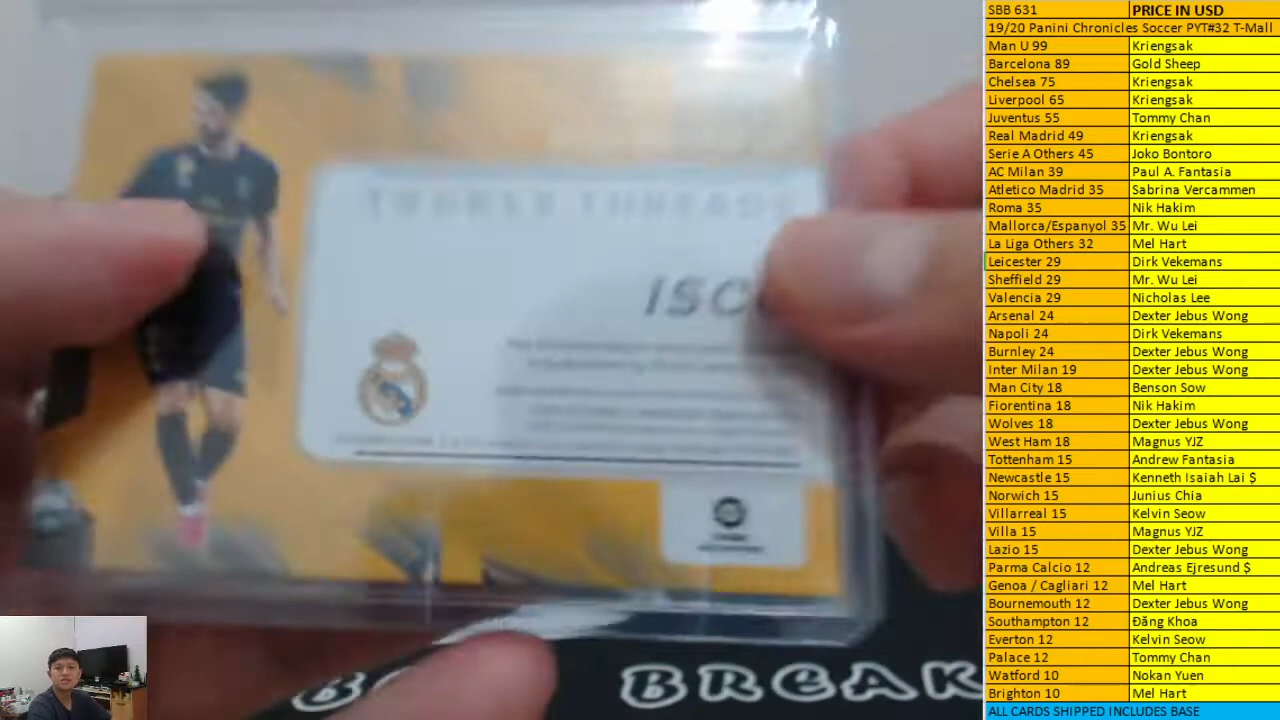 SBB 631 PRICE IN USD
19/20 Panini Chronicles Soccer PYT#32 T-Mall
Man U 99 Kriengsak
Barcelona 89 Gold Sheep
Chelsea 75 Kriengsak
Liverpool 65 Kriengsak
Juventus 55 Tommy Chan
Real Madrid 49 Kriengsak
Serie A Others 45 Joko Bontoro
AC Milan 39 Paul A. Fantasia
Atletico Madrid 35 Sabrina Vercammen
Roma 35 Nik Hakim
Mallorca/Espanyol 35 Mr. Wu Lei
La Liga Others 32 Mel Hart
Leicester 29 Dirk Vekemans
Sheffield 29 Mr. Wu Lei
Valencia 29 Nicholas Lee
Arsenal 24 Dexter Jebus Wong
Napoli 24 Dirk Vekemans
Burnley 24 Dexter Jebus Wong
Inter Milan 19 Dexter Jebus Wong
Man City 18 Benson Sow
Fiorentina 18 Nik Hakim
Wolves 18 Dexter Jebus Wong
West Ham 18 Magnus YJZ
Tottenham 15 Andrew Fantasia
Newcastle 15 Kenneth Isaiah Lai $
Norwich 15 Junius Chia
Villarreal 15 Kelvin Seow
Villa 15 Magnus YJZ
Lazio 15 Dexter Jebus Wong
Parma Calcio 12 Andreas Ejresund $
Genoa / Cagliari 12 Mel Hart
Bournemouth 12 Dexter Jebus Wong
Southampton 12 Đăng Khoa
Everton 12 Kelvin Seow
Palace 12 Tommy Chan
Watford 10 Nokan Yuen
Brighton 10 Mel Hart
ALL CARDS SHIPPED INCLUDES BASE
THREADS
ISC
BREAK